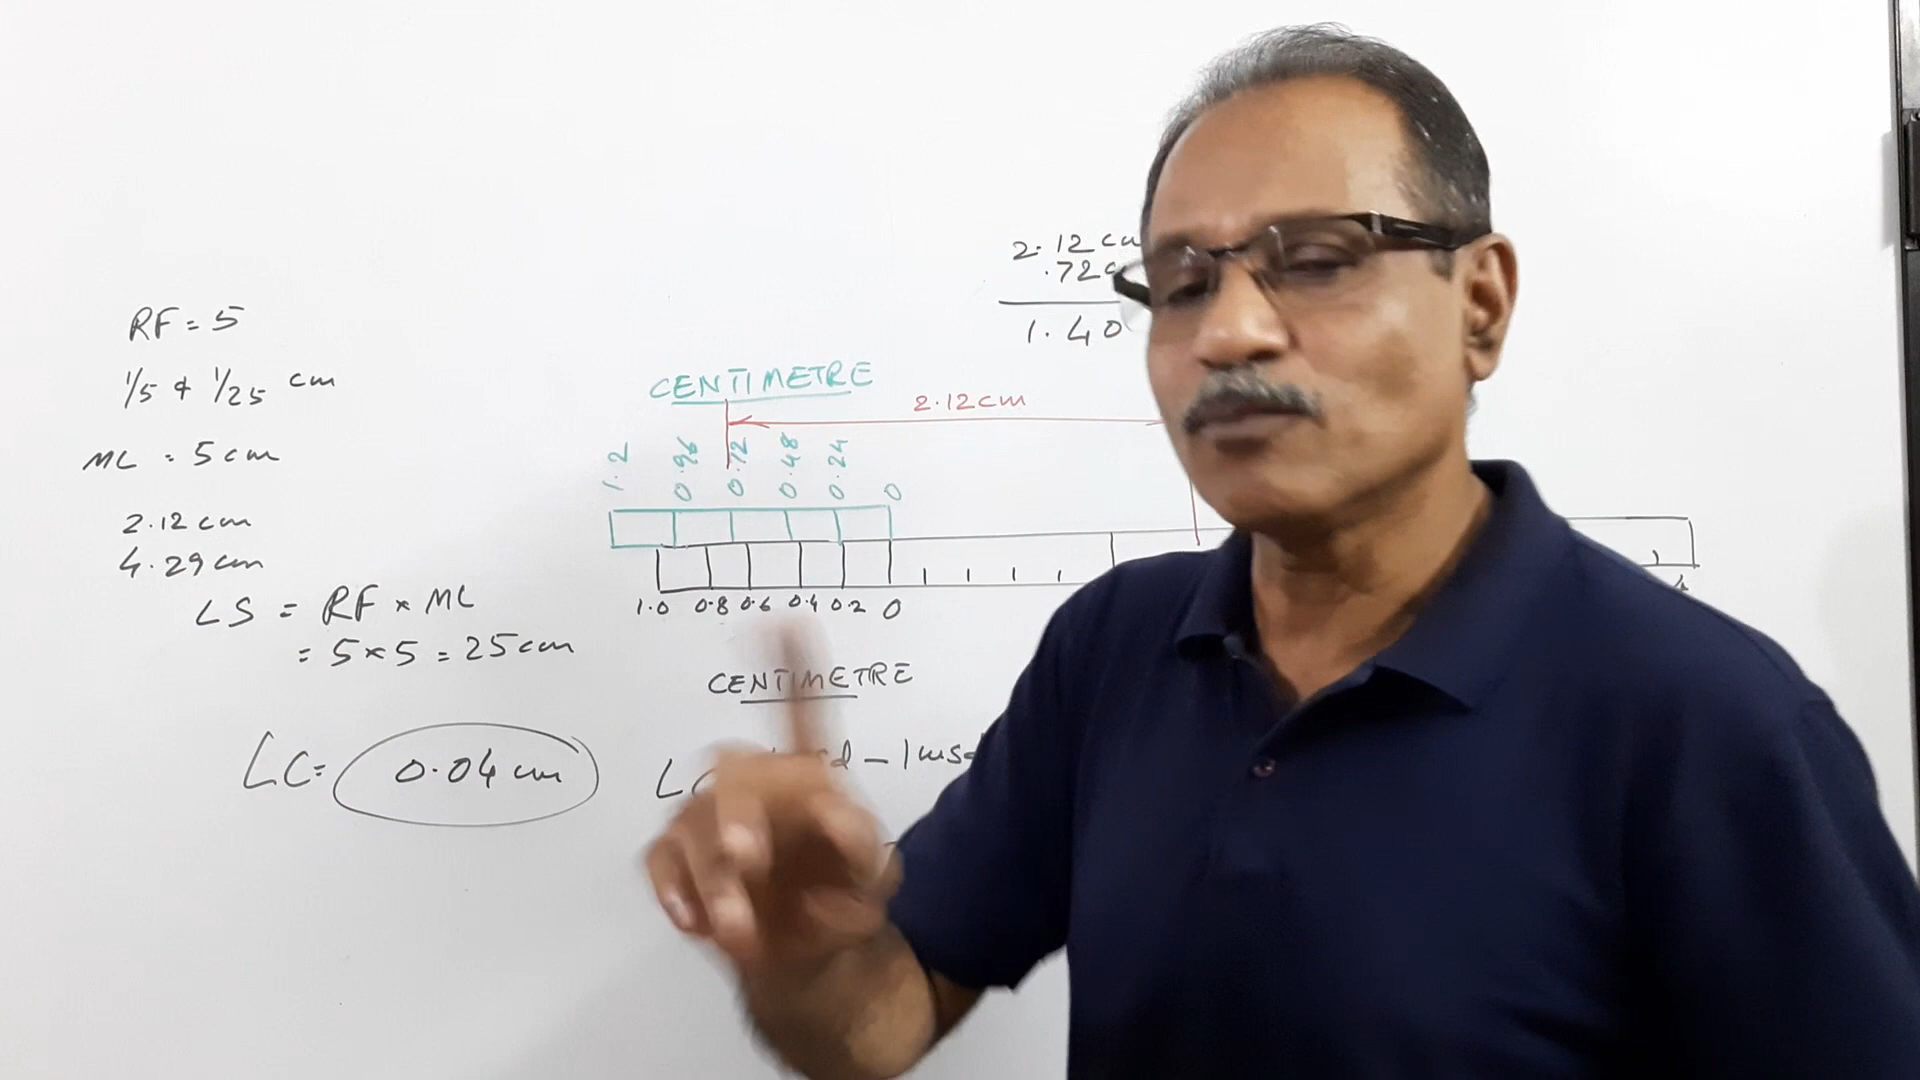 RF = 5
1/5 & 1/25 cm
ML = 5 cm
2.12 cm
4.29 cm
LS = RF × ML
= 5×5 = 25 cm
LC = 0.04 cm
2.12
.72
1.40
CENTIMETRE
2.12 cm
1.2 0.96 0.72 0.48 0.24 0
1.0 0.8 0.6 0.4 0.2 0
CENTIMETRE
– 1 msd